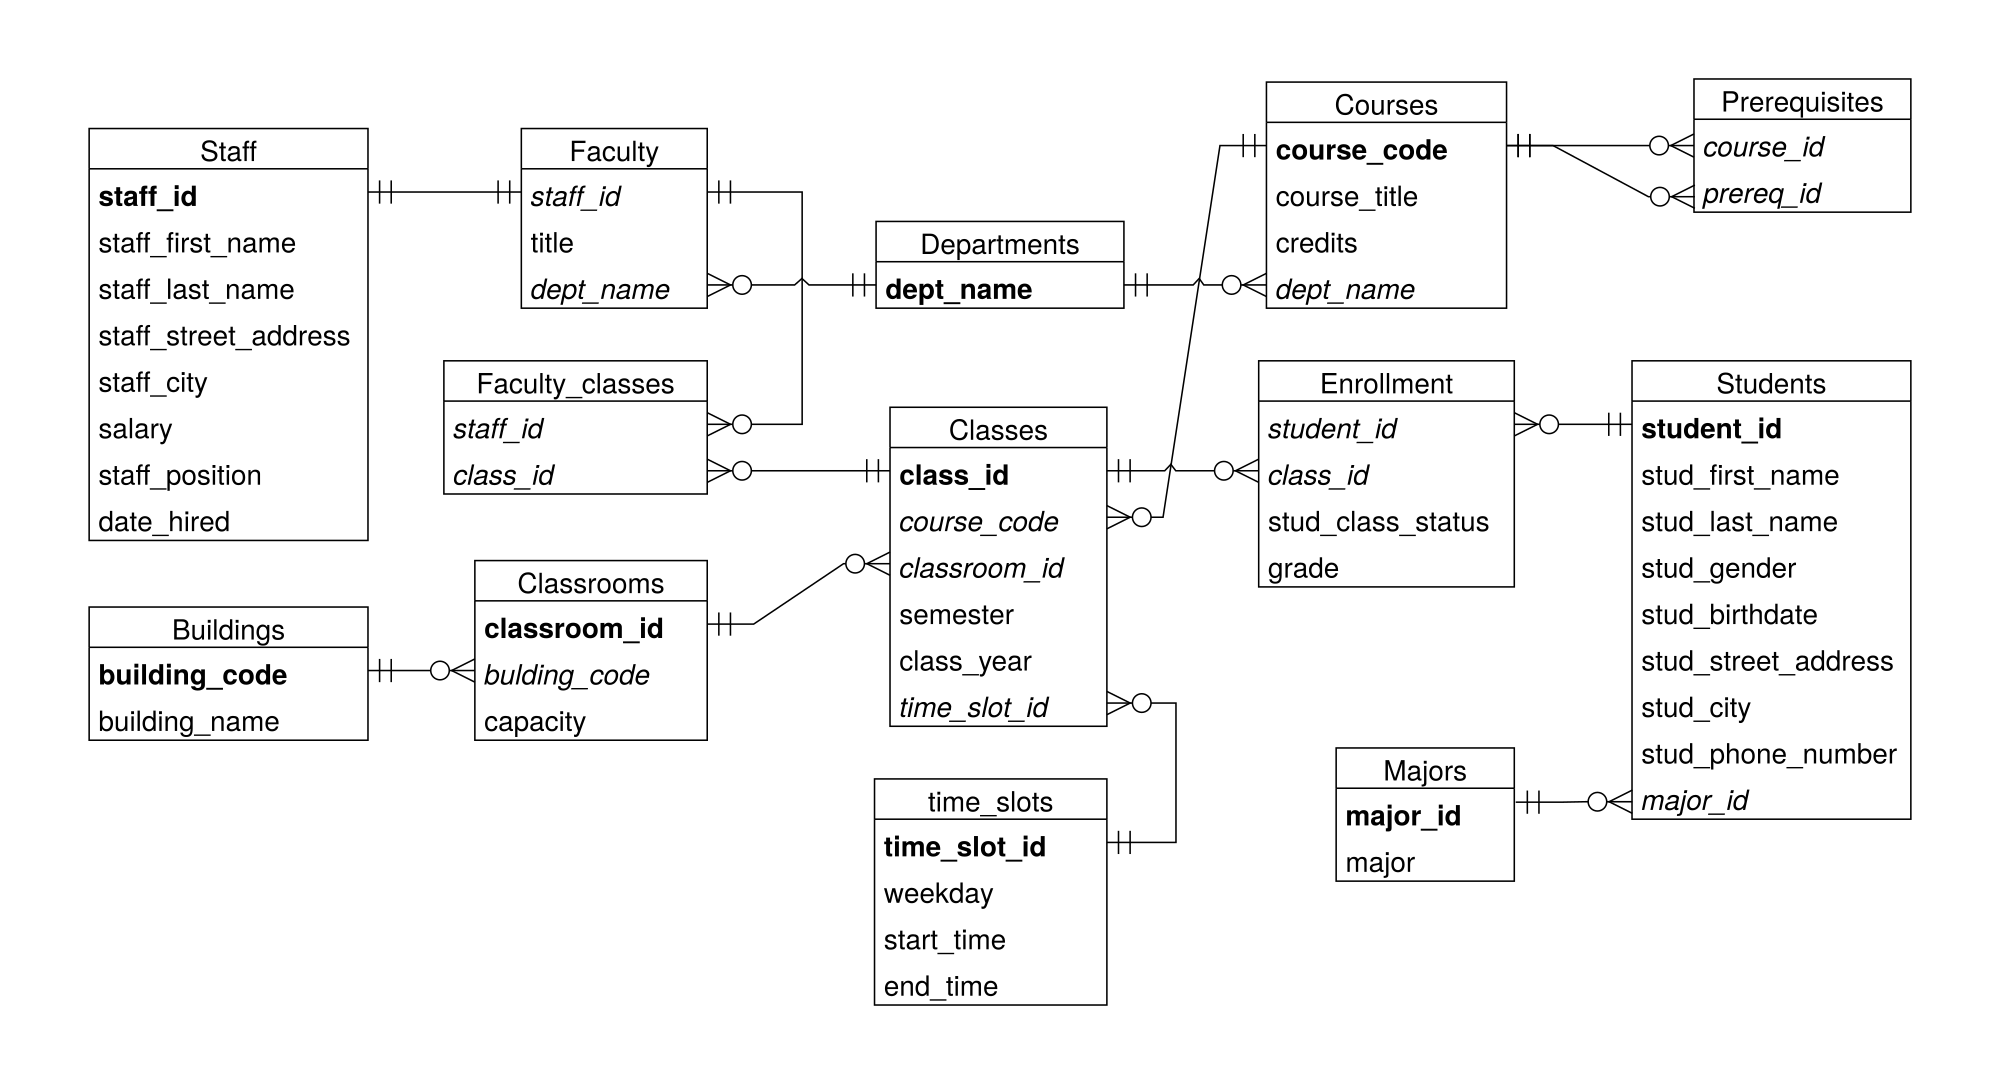 Staff
staff_id
staff_first_name
staff_last_name
staff_street_address
staff_city
salary
staff_position
date_hired
Faculty
staff_id
title
dept_name
Departments
dept_name
Courses
course_code
course_title
credits
dept_name
Prerequisites
course_id
prereq_id
Faculty_classes
staff_id
class_id
Classes
class_id
course_code
classroom_id
semester
class_year
time_slot_id
Enrollment
student_id
class_id
stud_class_status
grade
Students
student_id
stud_first_name
stud_last_name
stud_gender
stud_birthdate
stud_street_address
stud_city
stud_phone_number
major_id
Buildings
building_code
building_name
Classrooms
classroom_id
bulding_code
capacity
time_slots
time_slot_id
weekday
start_time
end_time
Majors
major_id
major